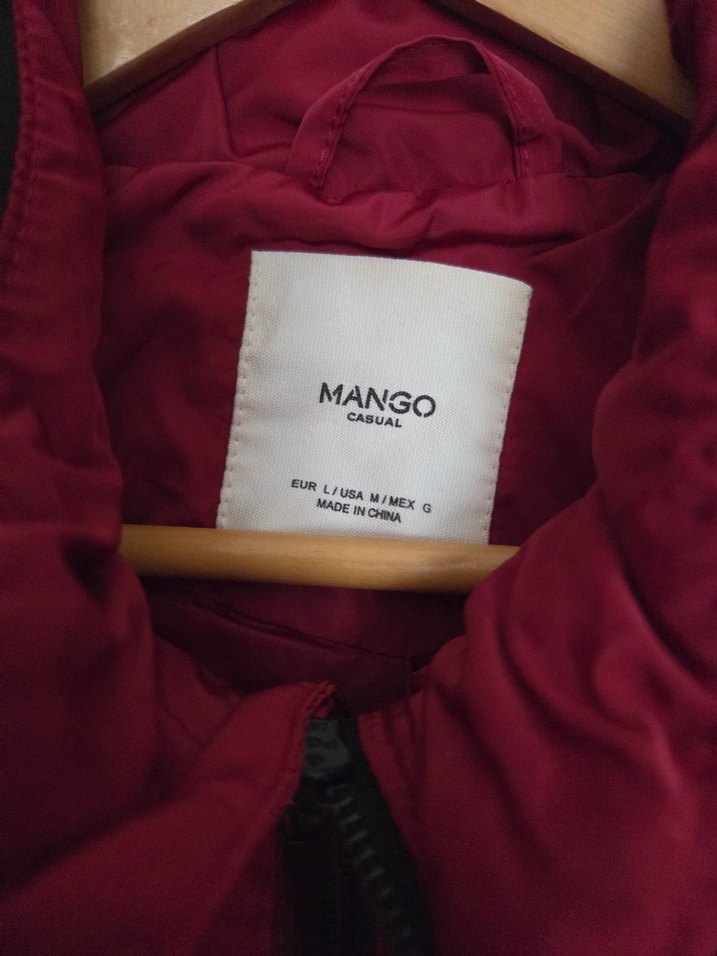 MANGO
CASUAL
EUR L / USA M / MEX G
MADE IN CHINA